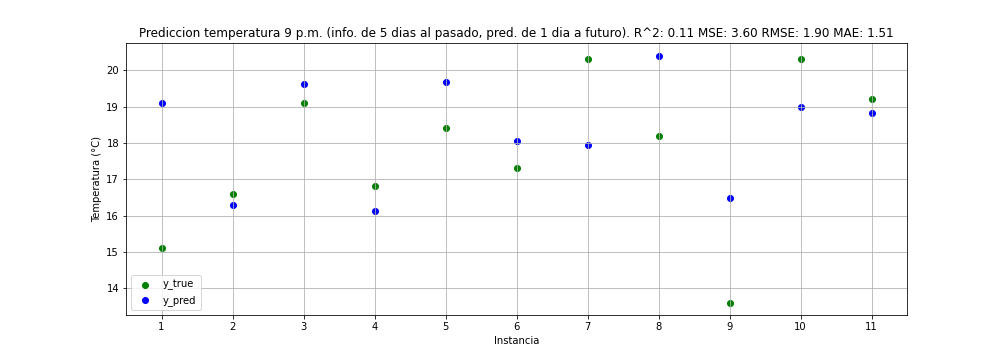 Prediccion temperatura 9 p.m. (info. de 5 dias al pasado, pred. de 1 dia a futuro). R^2: 0.11 MSE: 3.60 RMSE: 1.90 MAE: 1.51
Temperatura (°C)
20
19
18
17
16
15
14
y_true
y_pred
1 2 3 4 5 6 7 8 9 10 11
Instancia